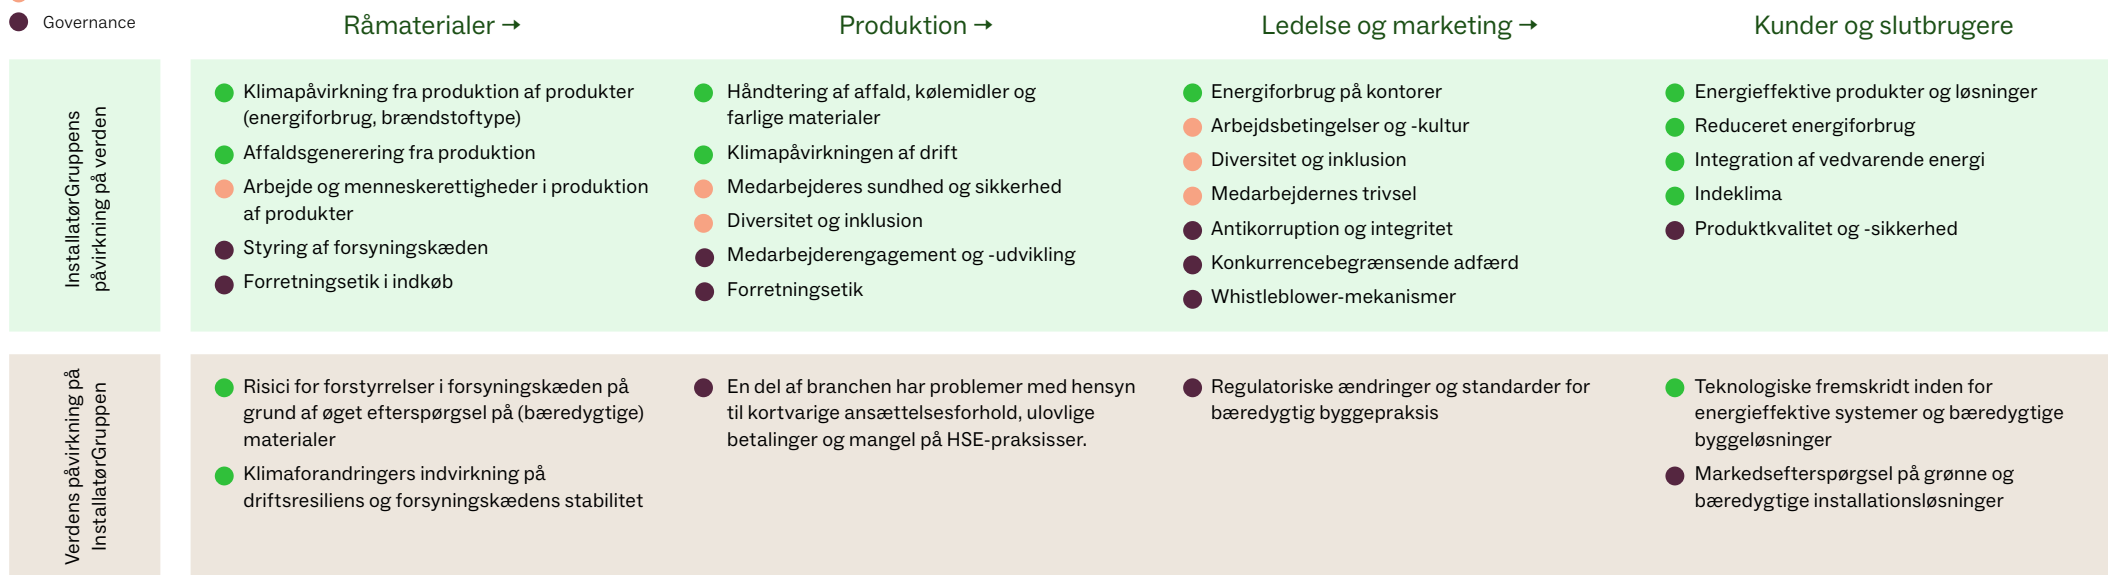 Governance
Råmaterialer →
Produktion →
Ledelse og marketing →
Kunder og slutbrugere
InstallatørGruppens
påvirkning på verden
Klimapåvirkning fra produktion af produkter
(energiforbrug, brændstoftype)
Affaldsgenerering fra produktion
Arbejde og menneskerettigheder i produktion
af produkter
Styring af forsyningskæden
Forretningsetik i indkøb
Håndtering af affald, kølemidler og
farlige materialer
Klimapåvirkningen af drift
Medarbejderes sundhed og sikkerhed
Diversitet og inklusion
Medarbejderengagement og -udvikling
Forretningsetik
Energiforbrug på kontorer
Arbejdsbetingelser og -kultur
Diversitet og inklusion
Medarbejdernes trivsel
Antikorruption og integritet
Konkurrencebegrænsende adfærd
Whistleblower-mekanismer
Energieffektive produkter og løsninger
Reduceret energiforbrug
Integration af vedvarende energi
Indeklima
Produktkvalitet og -sikkerhed
Verdens påvirkning på
InstallatørGruppen
Risici for forstyrrelser i forsyningskæden på
grund af øget efterspørgsel på (bæredygtige)
materialer
Klimaforandringers indvirkning på
driftsresiliens og forsyningskædens stabilitet
En del af branchen har problemer med hensyn
til kortvarige ansættelsesforhold, ulovlige
betalinger og mangel på HSE-praksisser.
Regulatoriske ændringer og standarder for
bæredygtig byggepraksis
Teknologiske fremskridt inden for
energieffektive systemer og bæredygtige
byggeløsninger
Markedsefterspørgsel på grønne og
bæredygtige installationsløsninger